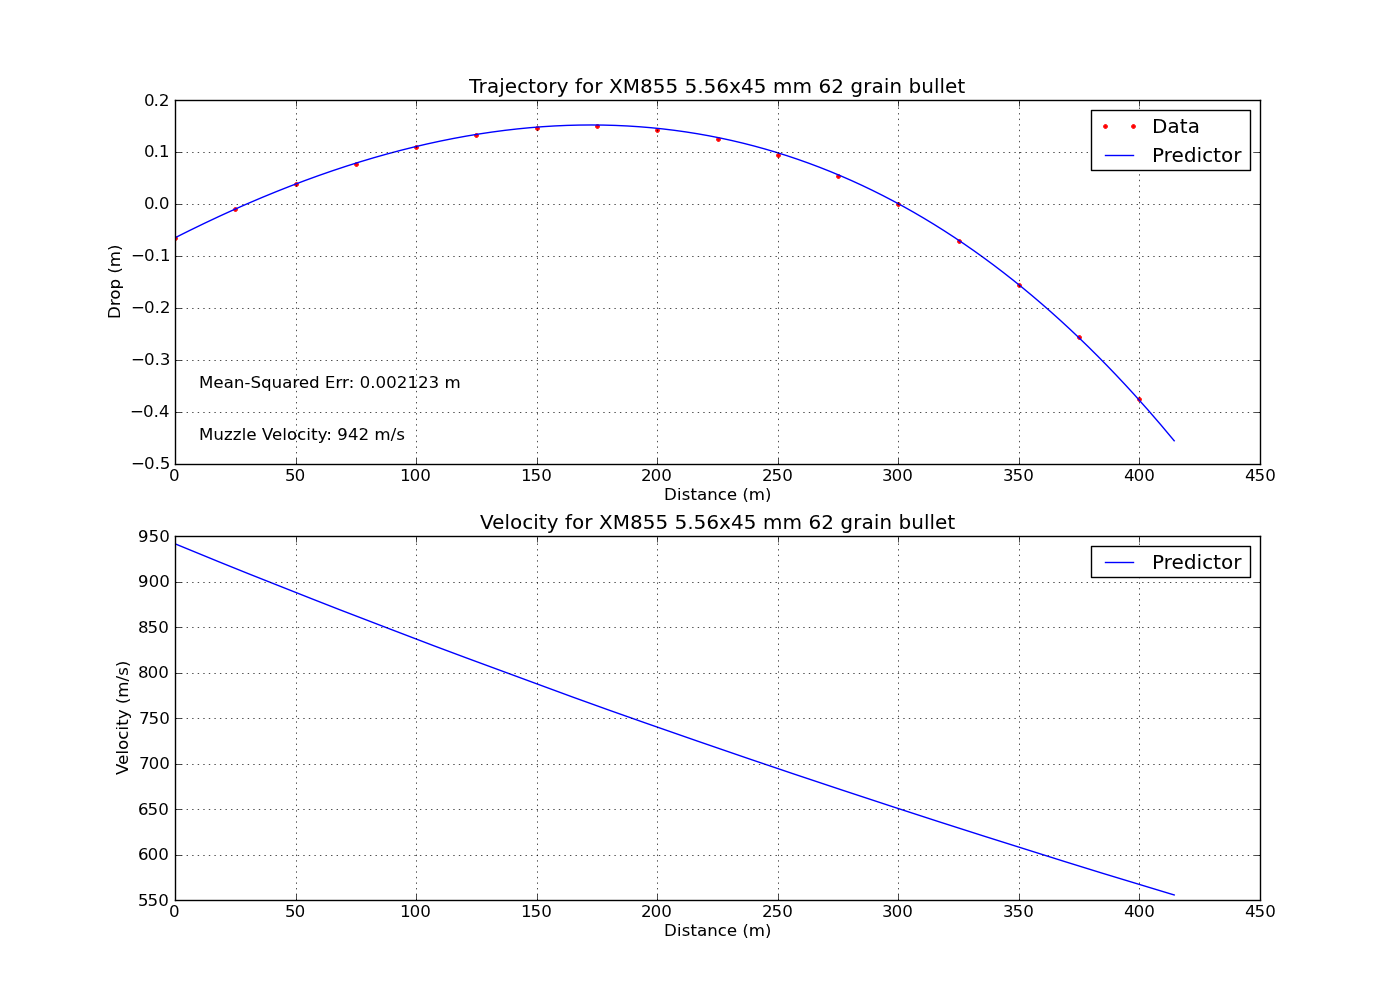 Trajectory for XM855 5.56x45 mm 62 grain bullet
0.2
0.1
0.0
−0.1
−0.2
−0.3
−0.4
−0.5
Drop (m)
Data
Predictor
Mean-Squared Err: 0.002123 m
Muzzle Velocity: 942 m/s
0 50 100 150 200 250 300 350 400 450
Distance (m)
Velocity for XM855 5.56x45 mm 62 grain bullet
950
900
850
800
750
700
650
600
550
Velocity (m/s)
Predictor
0 50 100 150 200 250 300 350 400 450
Distance (m)